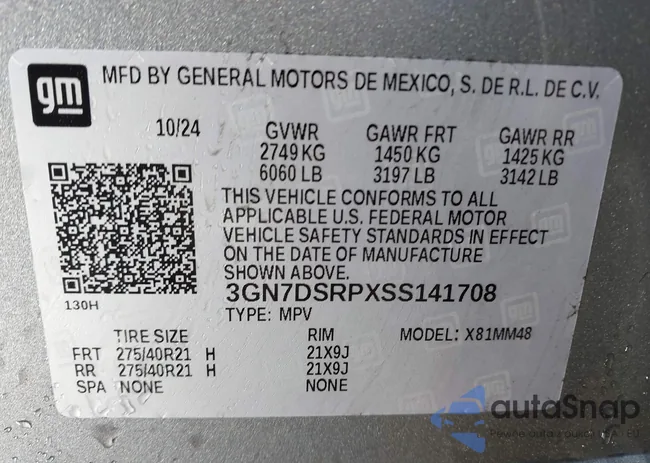 gm
MFD BY GENERAL MOTORS DE MEXICO, S. DE R.L. DE C.V.
10/24 GVWR GAWR FRT GAWR RR
2749 KG 1450 KG 1425 KG
6060 LB 3197 LB 3142 LB
THIS VEHICLE CONFORMS TO ALL
APPLICABLE U.S. FEDERAL MOTOR
VEHICLE SAFETY STANDARDS IN EFFECT
ON THE DATE OF MANUFACTURE
SHOWN ABOVE.
130H
3GN7DSRPXSS141708
TYPE: MPV
TIRE SIZE RIM MODEL: X81MM48
FRT 275/40R21 H 21X9J
RR 275/40R21 H 21X9J
SPA NONE NONE
autaSnap